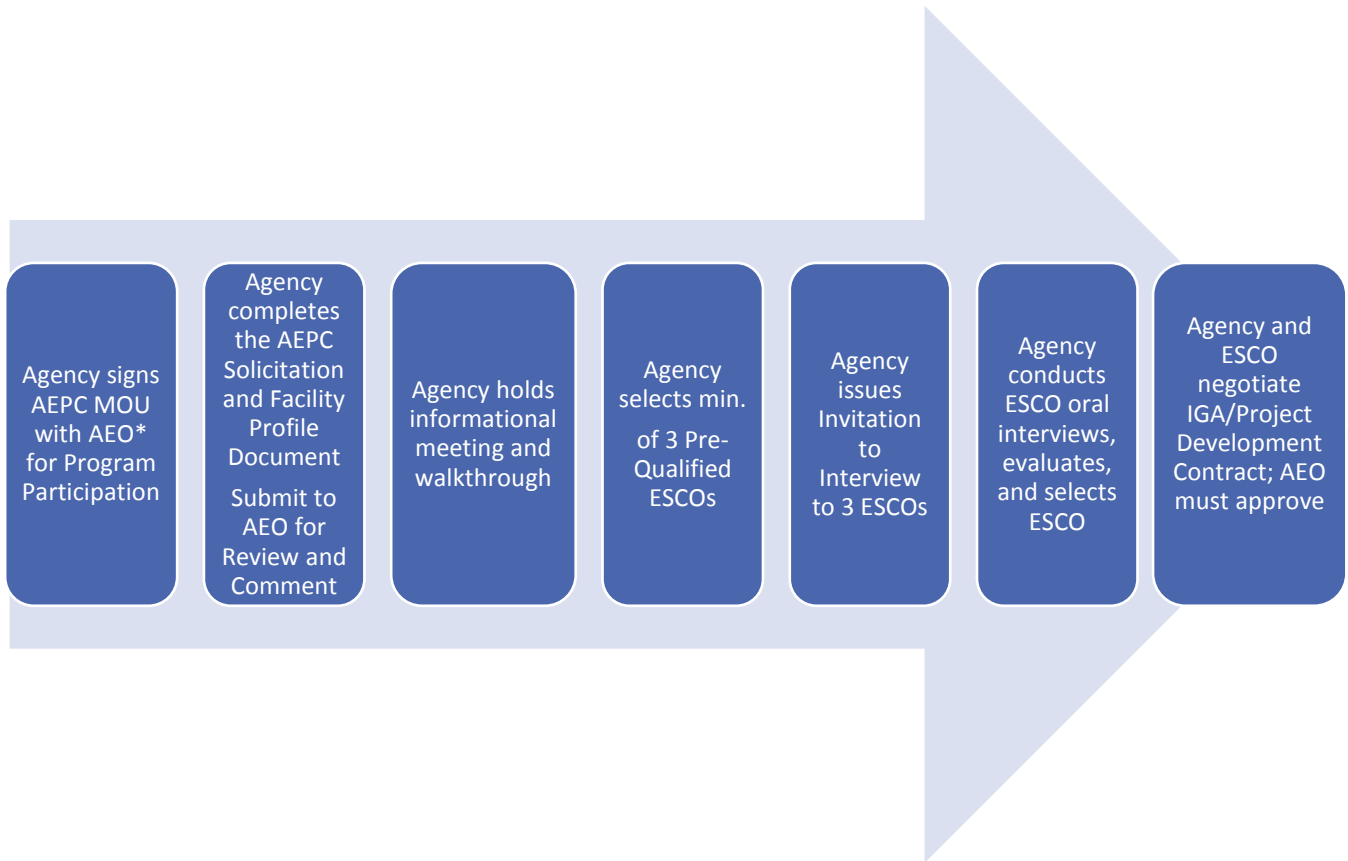 Agency signs
AEPC MOU
with AEO*
for Program
Participation
Agency
completes
the AEPC
Solicitation
and Facility
Profile
Document
Submit to
AEO for
Review and
Comment
Agency holds
informational
meeting and
walkthrough
Agency
selects min.
of 3 Pre-
Qualified
ESCOs
Agency
issues
Invitation
to
Interview
to 3 ESCOs
Agency
conducts
ESCO oral
interviews,
evaluates,
and selects
ESCO
Agency and
ESCO
negotiate
IGA/Project
Development
Contract; AEO
must approve